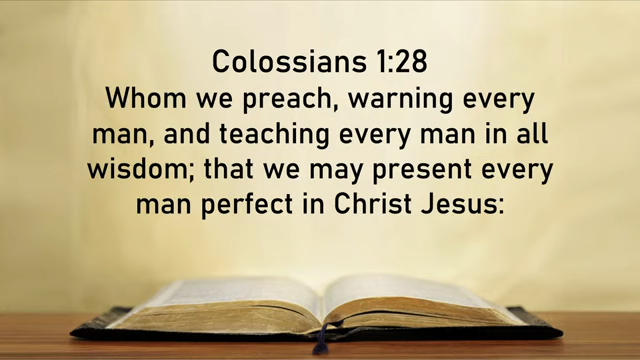 Colossians 1:28
Whom we preach, warning every
man, and teaching every man in all
wisdom; that we may present every
man perfect in Christ Jesus: